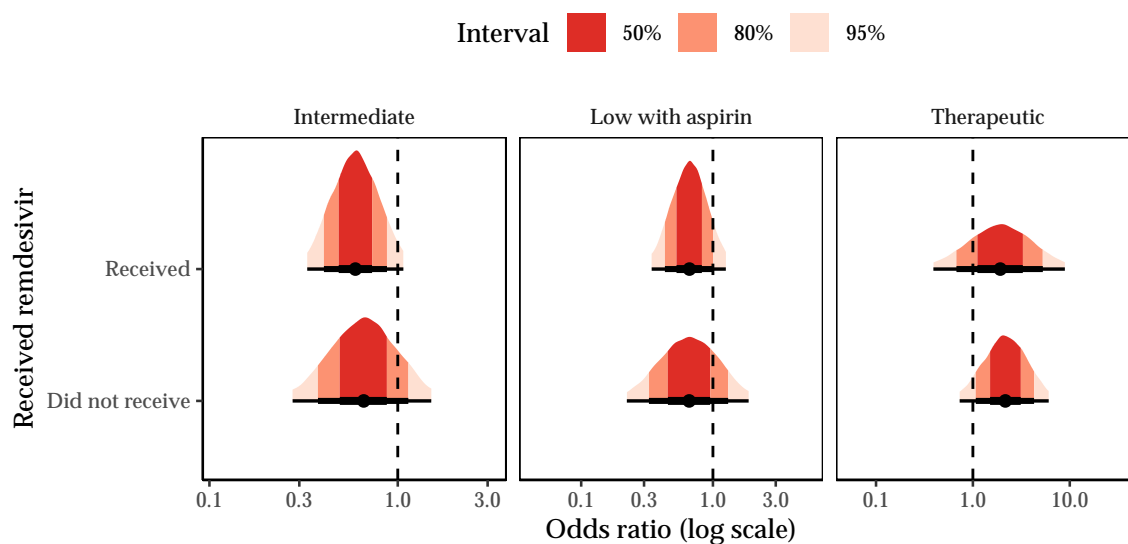 Interval 50% 80% 95%
Intermediate Low with aspirin Therapeutic
Received remdesivir
Received
Did not receive
0.1 0.3 1.0 3.0 0.1 0.3 1.0 3.0 0.1 1.0 10.0
Odds ratio (log scale)